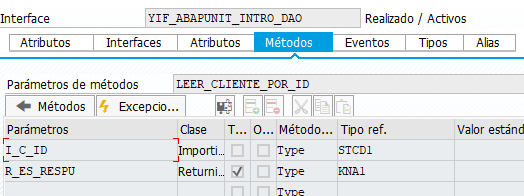 Interface YIF_ABAPUNIT_INTRO_DAO Realizado / Activos
Atributos Interfaces Atributos Métodos Eventos Tipos Alias
Parámetros de métodos LEER_CLIENTE_POR_ID
Métodos Excepcio...
Parámetros Clase T... O... Método... Tipo ref. Valor estánd
I_C_ID Importi... Type STCD1
R_ES_RESPU Returni... Type KNA1